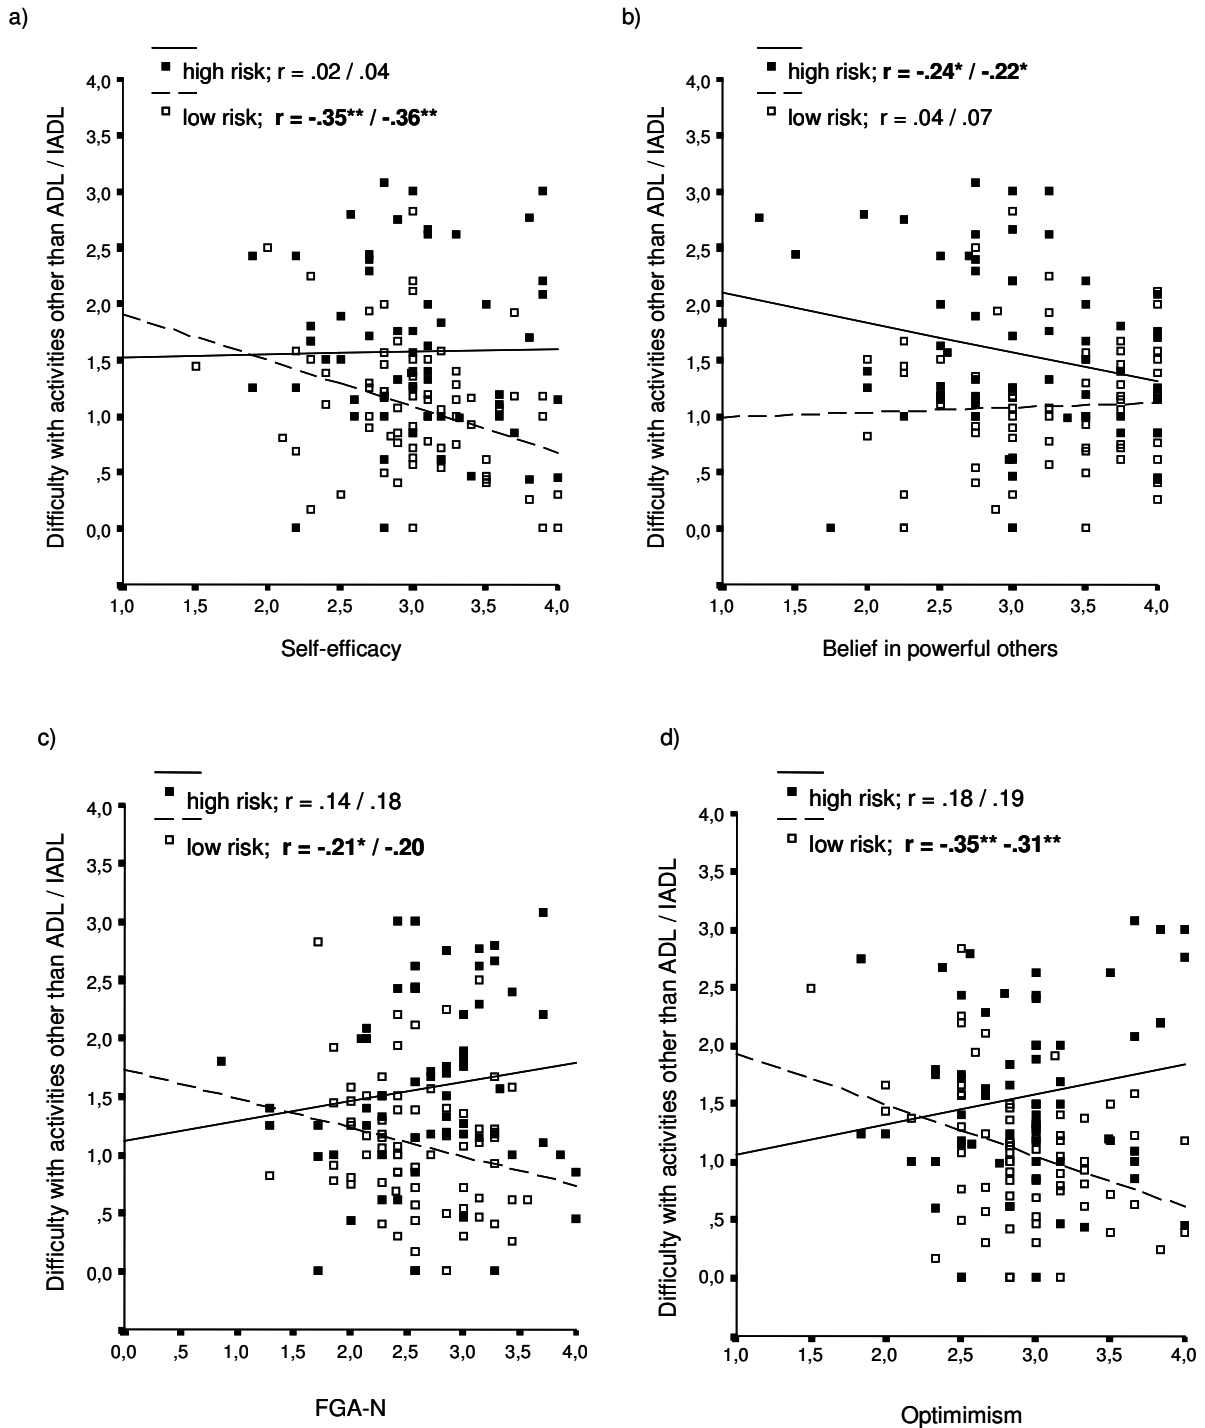 a)
high risk; r = .02 / .04
low risk; r = -.35** / -.36**
Difficulty with activities other than ADL / IADL
4,0
3,5
3,0
2,5
2,0
1,5
1,0
,5
0,0
1,0 1,5 2,0 2,5 3,0 3,5 4,0
Self-efficacy
b)
high risk; r = -.24* / -.22*
low risk; r = .04 / .07
Difficulty with activities other than ADL / IADL
4,0
3,5
3,0
2,5
2,0
1,5
1,0
,5
0,0
1,0 1,5 2,0 2,5 3,0 3,5 4,0
Belief in powerful others
c)
high risk; r = .14 / .18
low risk; r = -.21* / -.20
Difficulty with activities other than ADL / IADL
4,0
3,5
3,0
2,5
2,0
1,5
1,0
,5
0,0
0,0 ,5 1,0 1,5 2,0 2,5 3,0 3,5 4,0
FGA-N
d)
high risk; r = .18 / .19
low risk; r = -.35** -.31**
Difficulty with activities other than ADL / IADL
4,0
3,5
3,0
2,5
2,0
1,5
1,0
,5
0,0
1,0 1,5 2,0 2,5 3,0 3,5 4,0
Optimimism